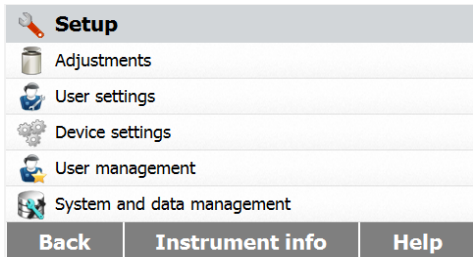 Setup
Adjustments
User settings
Device settings
User management
System and data management
Back Instrument info Help